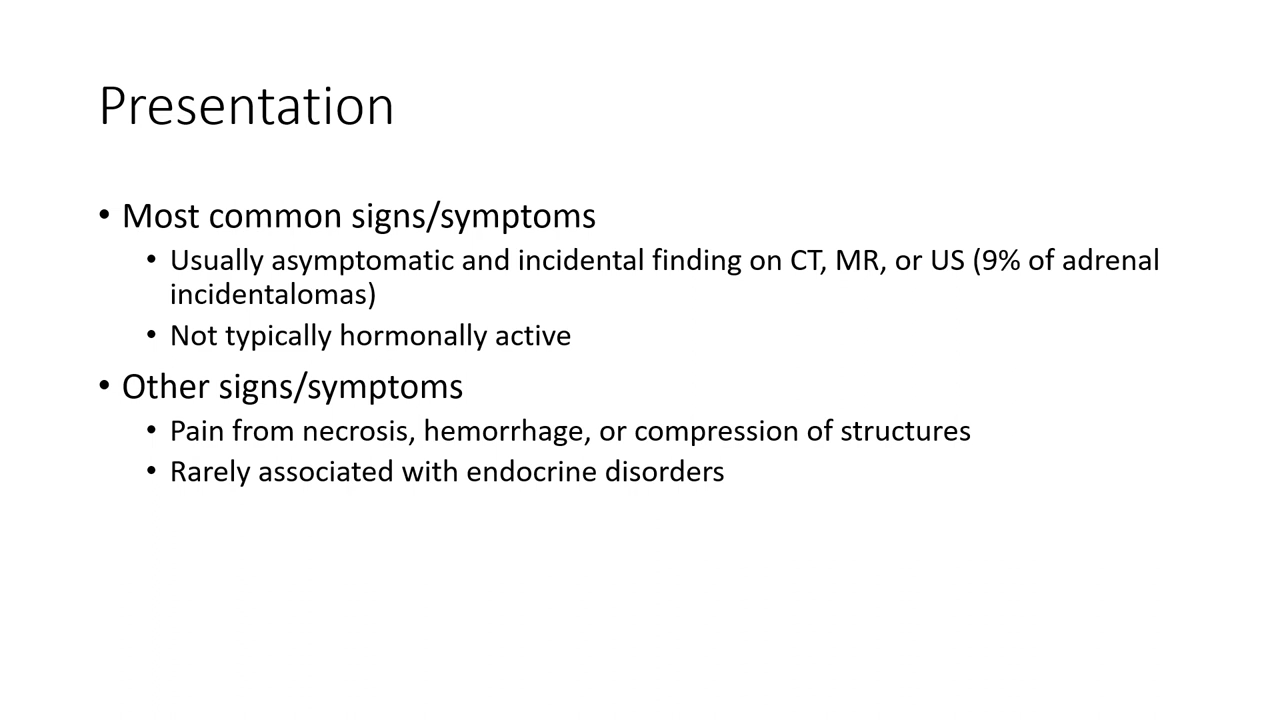 Presentation
• Most common signs/symptoms
• Usually asymptomatic and incidental finding on CT, MR, or US (9% of adrenal
incidentalomas)
• Not typically hormonally active
• Other signs/symptoms
• Pain from necrosis, hemorrhage, or compression of structures
• Rarely associated with endocrine disorders